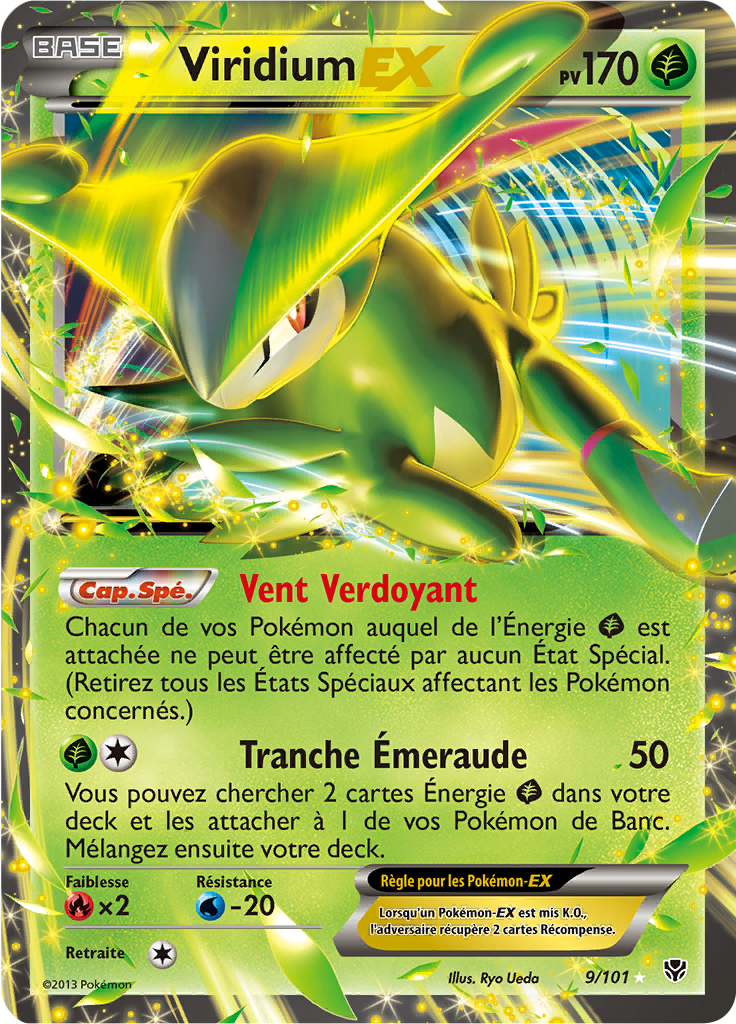 BASE
ViridiumEX
PV170
Cap.Spé. Vent Verdoyant
Chacun de vos Pokémon auquel de l'Énergie est
attachée ne peut être affecté par aucun État Spécial.
(Retirez tous les États Spéciaux affectant les Pokémon
concernés.)
Tranche Émeraude 50
Vous pouvez chercher 2 cartes Énergie dans votre
deck et les attacher à 1 de vos Pokémon de Banc.
Mélangez ensuite votre deck.
Faiblesse Résistance
×2 -20
Retraite
Règle pour les Pokémon-EX
Lorsqu'un Pokémon-EX est mis K.O.,
l'adversaire récupère 2 cartes Récompense.
©2013 Pokémon Illus. Ryo Ueda 9/101